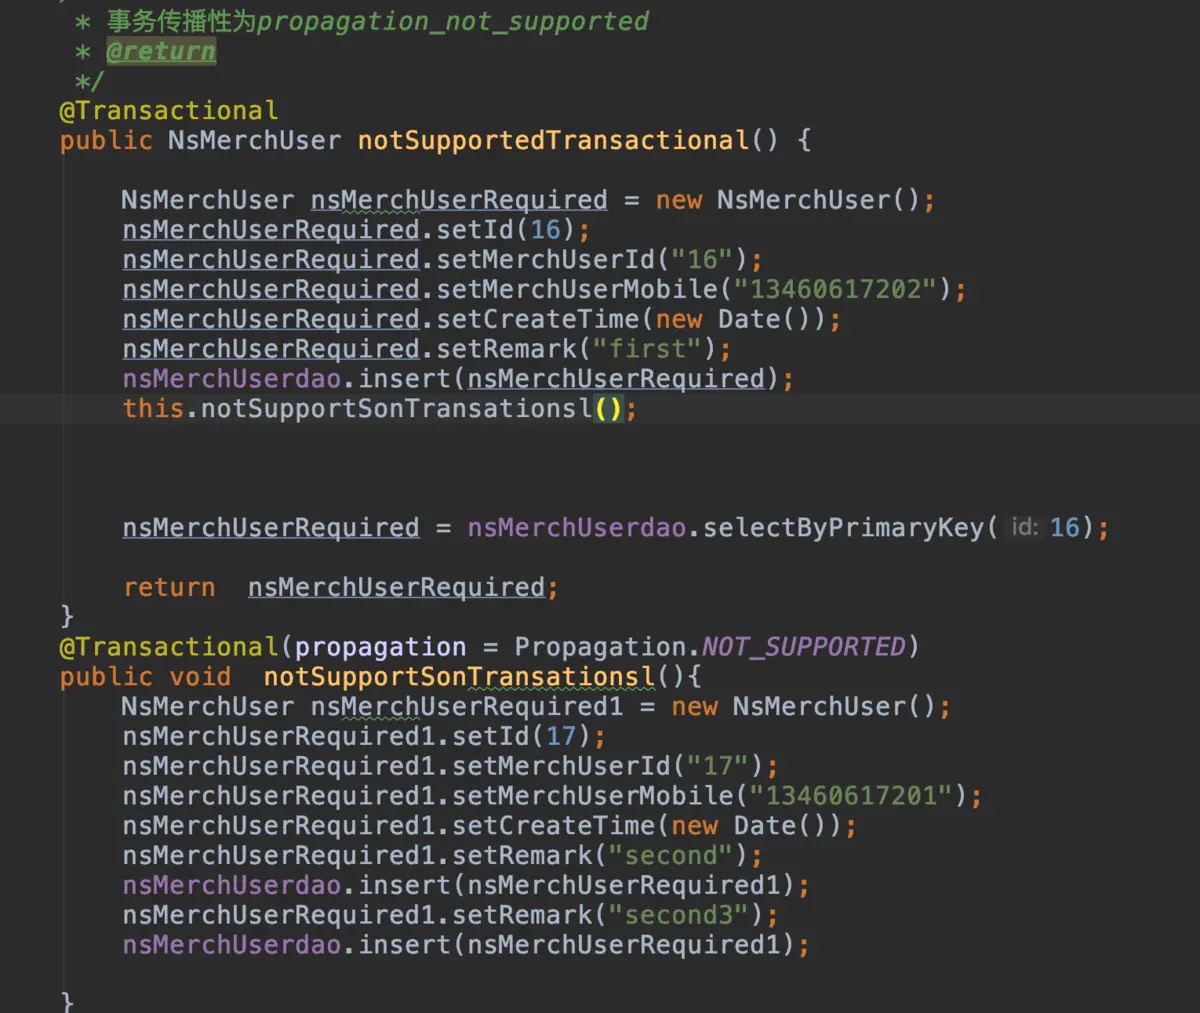 * 事务传播性为propagation_not_supported
* @return
*/
@Transactional
public NsMerchUser notSupportedTransactional() {
NsMerchUser nsMerchUserRequired = new NsMerchUser();
nsMerchUserRequired.setId(16);
nsMerchUserRequired.setMerchUserId("16");
nsMerchUserRequired.setMerchUserMobile("13460617202");
nsMerchUserRequired.setCreateTime(new Date());
nsMerchUserRequired.setRemark("first");
nsMerchUserdao.insert(nsMerchUserRequired);
this.notSupportSonTransationsl();
nsMerchUserRequired = nsMerchUserdao.selectByPrimaryKey( id: 16);
return  nsMerchUserRequired;
}
@Transactional(propagation = Propagation.NOT_SUPPORTED)
public void  notSupportSonTransationsl(){
NsMerchUser nsMerchUserRequired1 = new NsMerchUser();
nsMerchUserRequired1.setId(17);
nsMerchUserRequired1.setMerchUserId("17");
nsMerchUserRequired1.setMerchUserMobile("13460617201");
nsMerchUserRequired1.setCreateTime(new Date());
nsMerchUserRequired1.setRemark("second");
nsMerchUserdao.insert(nsMerchUserRequired1);
nsMerchUserRequired1.setRemark("second3");
nsMerchUserdao.insert(nsMerchUserRequired1);
}